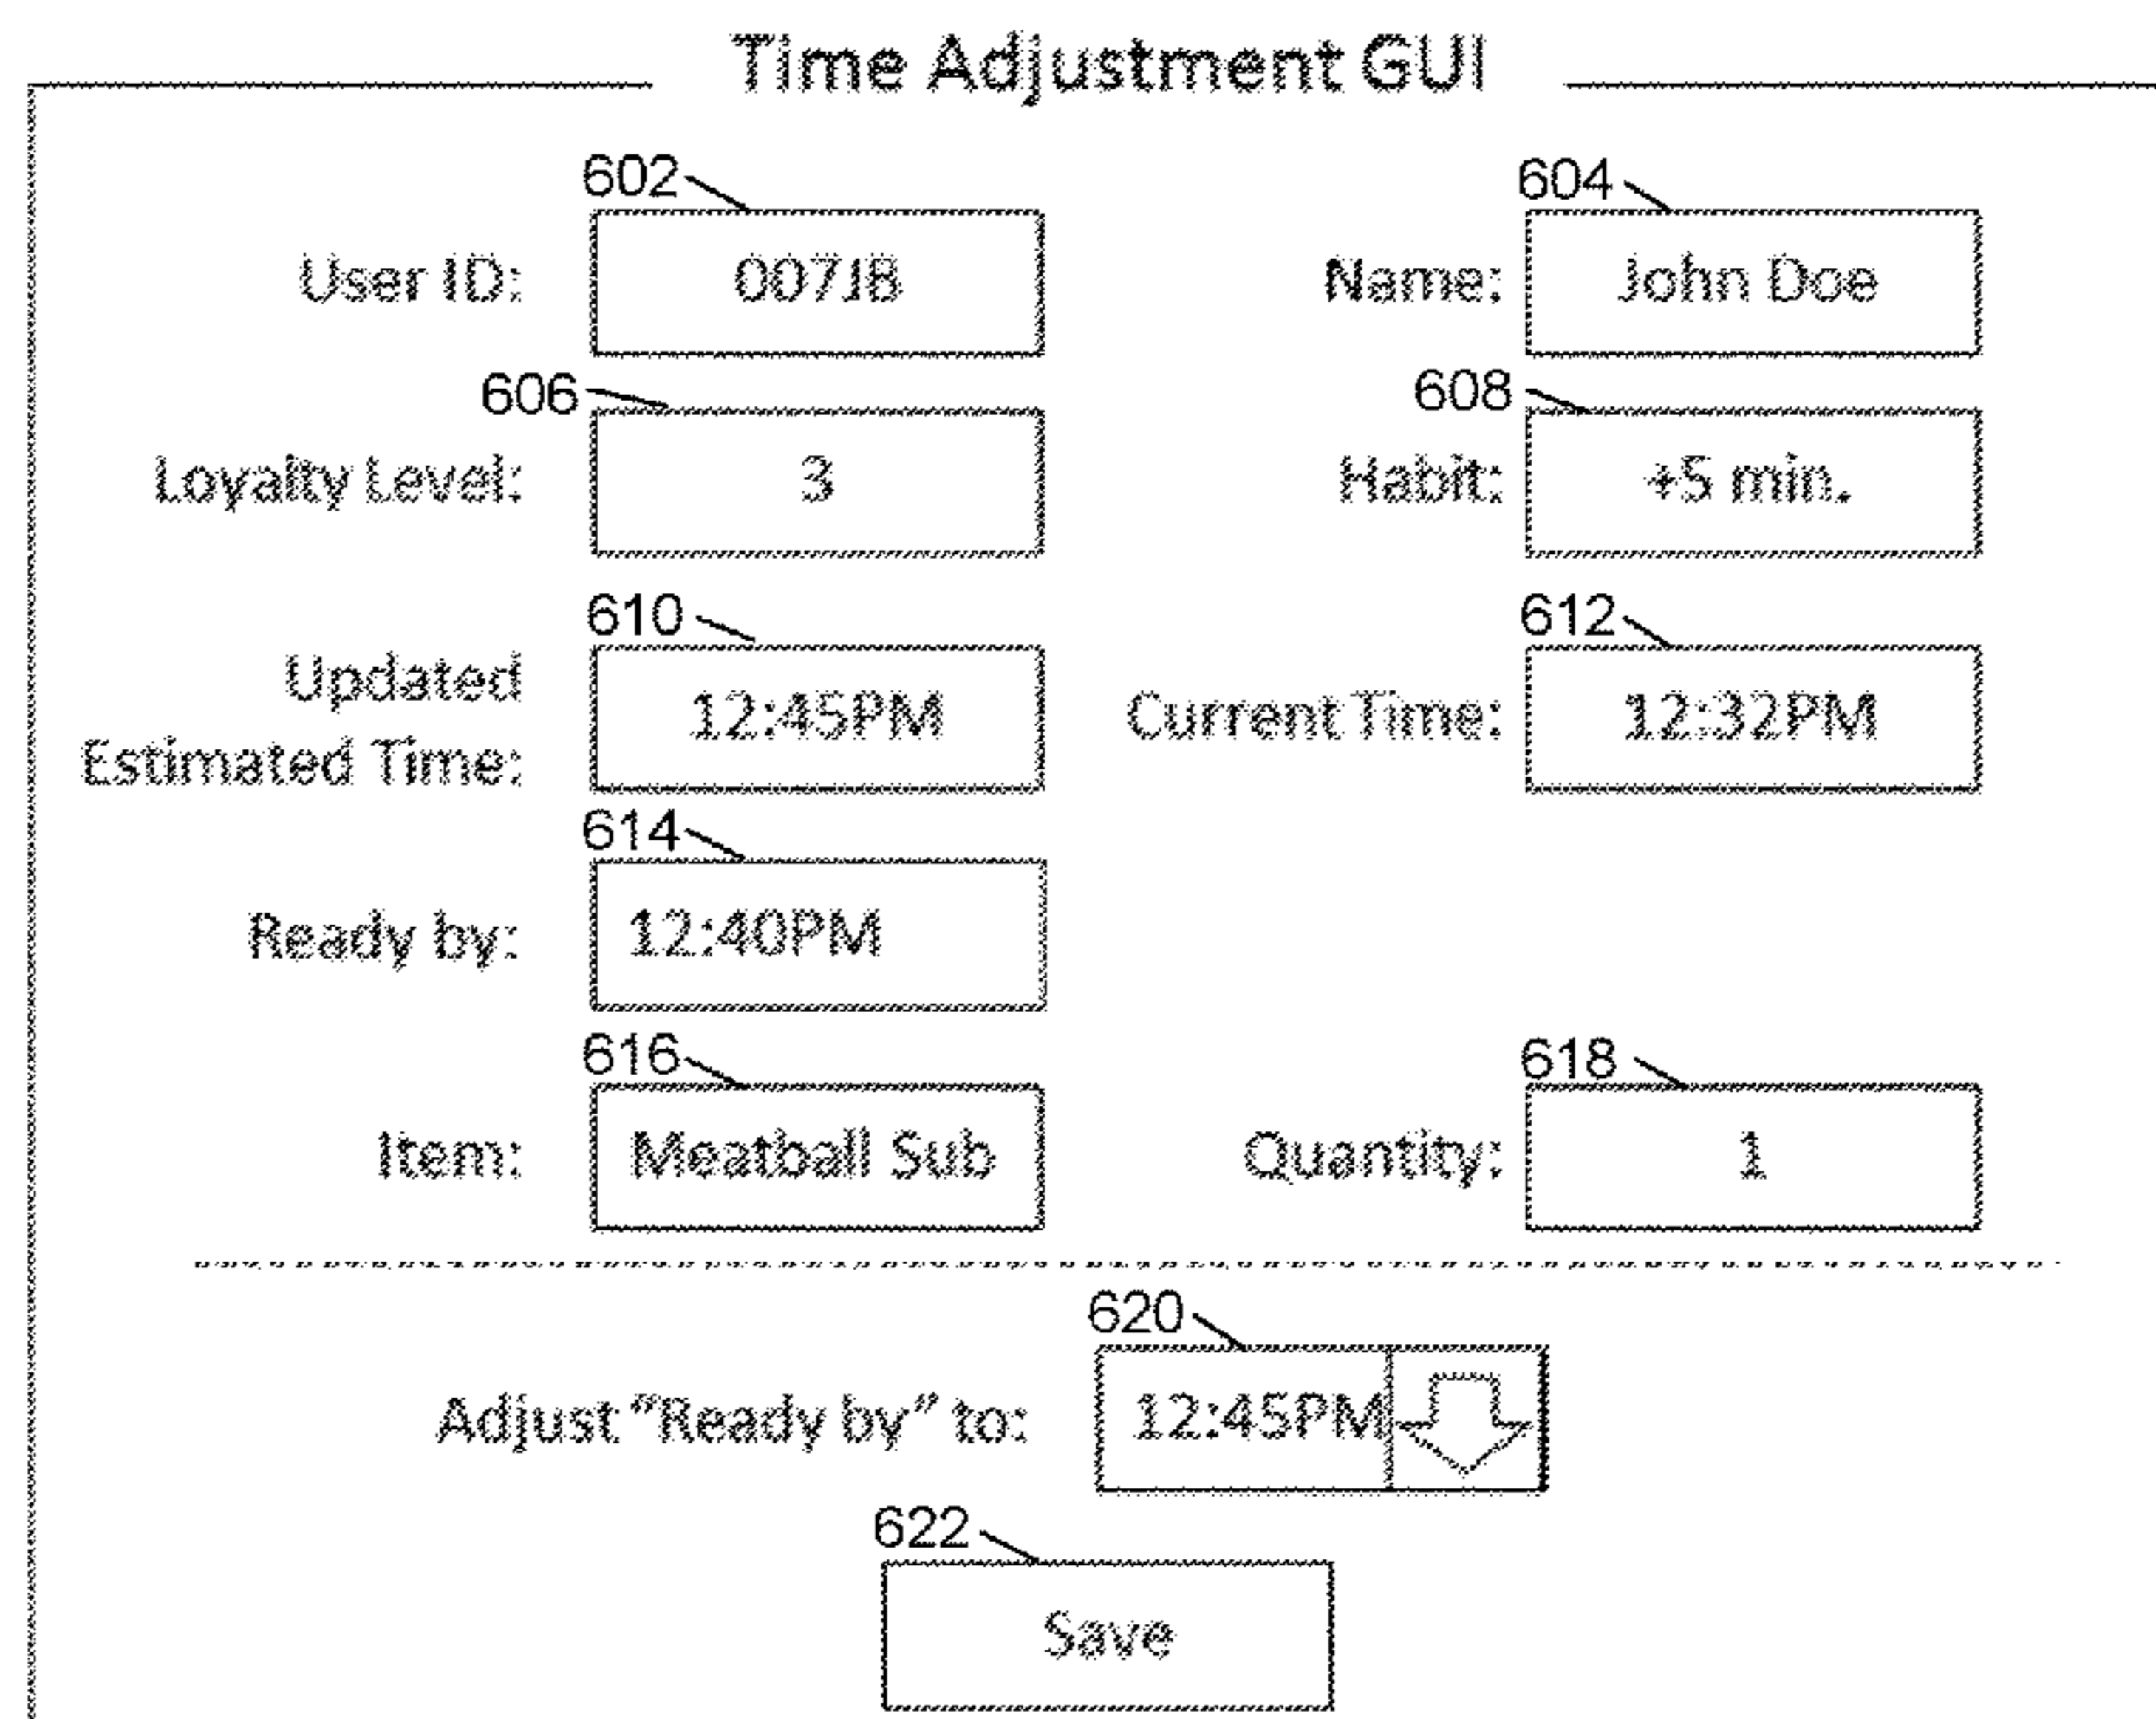 Time Adjustment GUI
602
604
User ID: 007JB
Name: John Doe
606
608
Loyalty Level: 3
Habit: +5 min.
610
612
Updated
Estimated Time: 12:45PM
Current Time: 12:32PM
614
Ready by: 12:40PM
616
618
Item: Meatball Sub
Quantity: 1
620
Adjust “Ready by” to: 12:45PM
622
Save